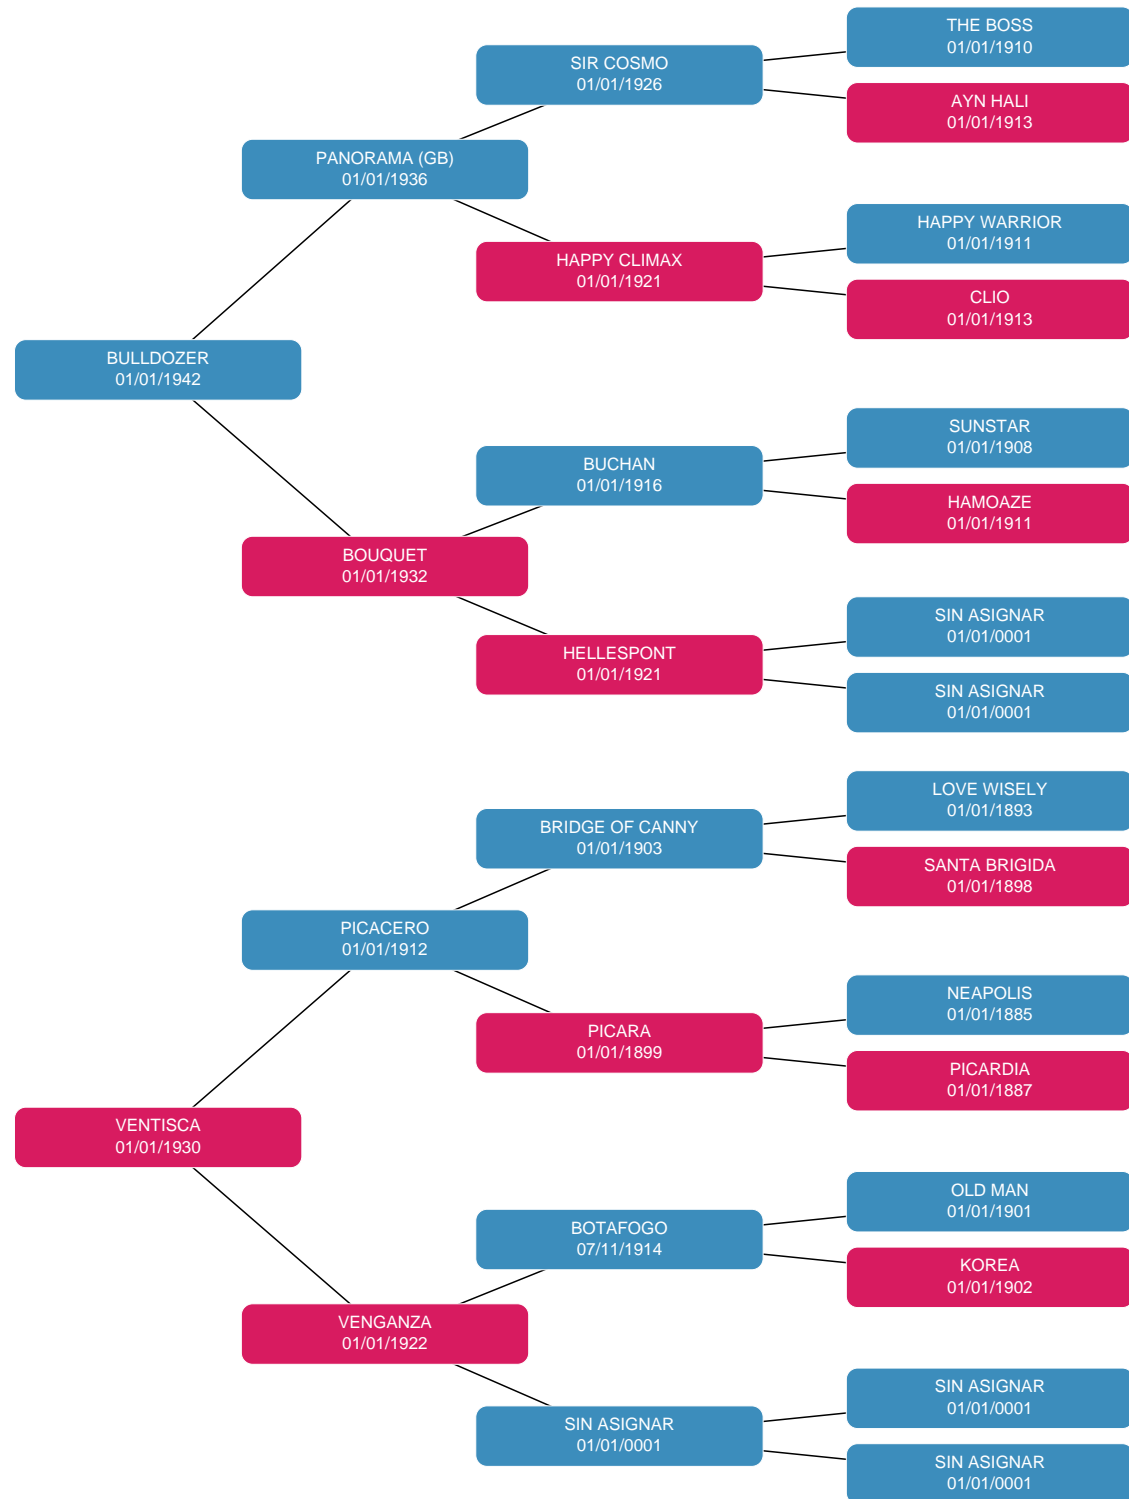 THE BOSS
01/01/1910
SIR COSMO
01/01/1926
AYN HALI
01/01/1913
PANORAMA (GB)
01/01/1936
HAPPY WARRIOR
01/01/1911
HAPPY CLIMAX
01/01/1921
CLIO
01/01/1913
BULLDOZER
01/01/1942
SUNSTAR
01/01/1908
BUCHAN
01/01/1916
HAMOAZE
01/01/1911
BOUQUET
01/01/1932
SIN ASIGNAR
01/01/0001
HELLESPONT
01/01/1921
SIN ASIGNAR
01/01/0001
LOVE WISELY
01/01/1893
BRIDGE OF CANNY
01/01/1903
SANTA BRIGIDA
01/01/1898
PICACERO
01/01/1912
NEAPOLIS
01/01/1885
PICARA
01/01/1899
PICARDIA
01/01/1887
VENTISCA
01/01/1930
OLD MAN
01/01/1901
BOTAFOGO
07/11/1914
KOREA
01/01/1902
VENGANZA
01/01/1922
SIN ASIGNAR
01/01/0001
SIN ASIGNAR
01/01/0001
SIN ASIGNAR
01/01/0001